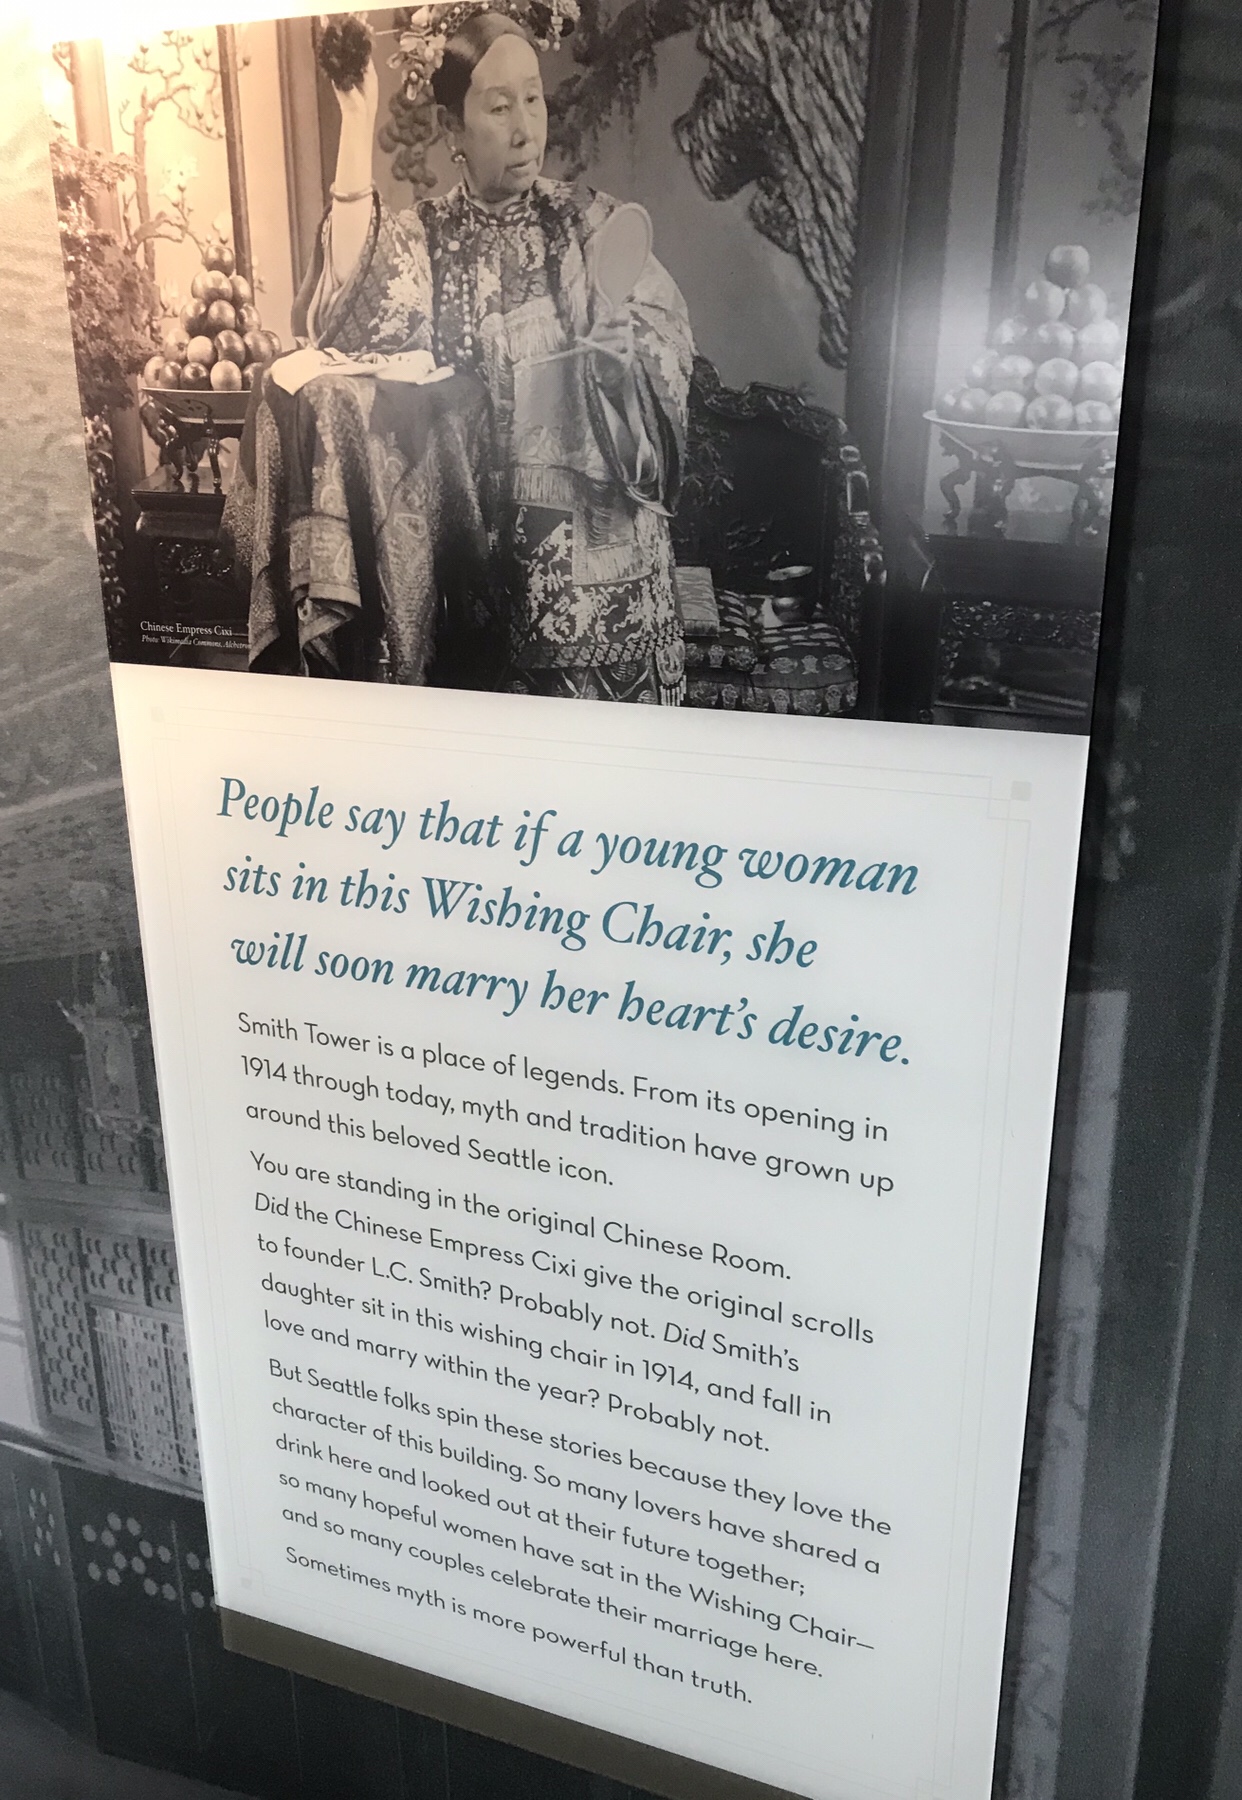 Chinese Empress Cixi
Photo: Wikimedia Commons,
People say that if a young woman
sits in this Wishing Chair, she
will soon marry her heart's desire.
Smith Tower is a place of legends. From its opening in
1914 through today, myth and tradition have grown up
around this beloved Seattle icon.
You are standing in the original Chinese Room.
Did the Chinese Empress Cixi give the original scrolls
to founder L.C. Smith? Probably not. Did Smith's
daughter sit in this wishing chair in 1914, and fall in
love and marry within the year? Probably not.
But Seattle folks spin these stories because they love the
character of this building. So many lovers have shared a
drink here and looked out at their future together;
so many hopeful women have sat in the Wishing Chair—
and so many couples celebrate their marriage here.
Sometimes myth is more powerful than truth.